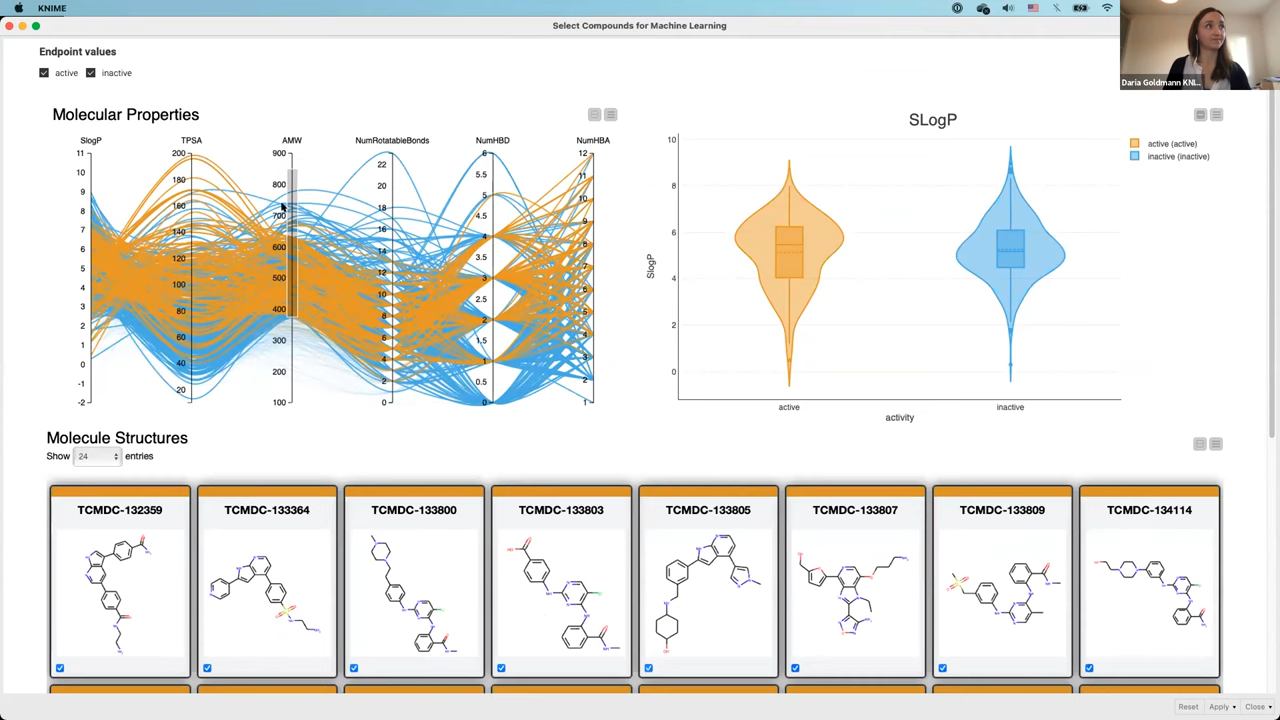 KNIME
Select Compounds for Machine Learning
Daria Goldmann KNI...
Endpoint values
active inactive
Molecular Properties
SlogP TPSA AMW NumRotatableBonds NumHBD NumHBA
11 10 9 8 7 6 5 4 3 2 1 0 -1 -2
200 180 160 140 120 100 80 60 40 20
900 800 700 600 500 400 300 200 100
22 20 18 16 14 12 10 8 6 4 2 0
6 5 4.5 4 3.5 3 2.5 2 1.5 1 0.5 0
12 11 10 9 8 7 6 5 4 3 2 1
SLogP
10 8 6 4 2 0
SlogP
active inactive
activity
active (active)
inactive (inactive)
Molecule Structures
Show 24 entries
TCMDC-132359 TCMDC-133364 TCMDC-133800 TCMDC-133803 TCMDC-133805 TCMDC-133807 TCMDC-133809 TCMDC-134114
Reset Apply Close